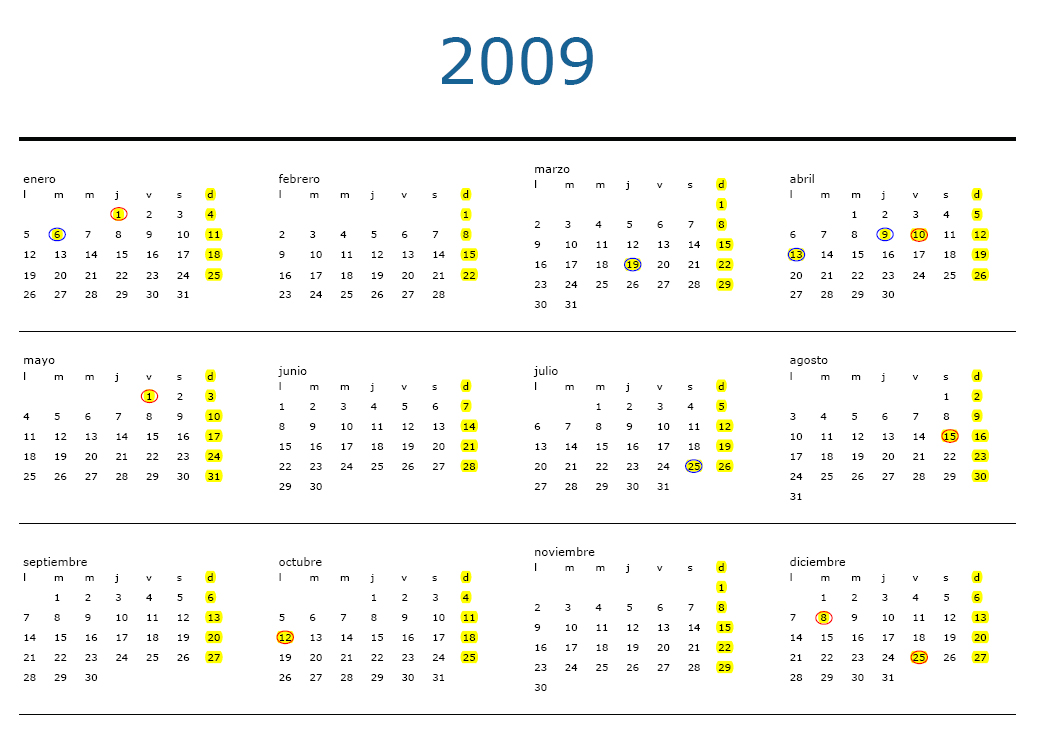 2009
enero
l m m j v s d
1 2 3 4
5 6 7 8 9 10 11
12 13 14 15 16 17 18
19 20 21 22 23 24 25
26 27 28 29 30 31
febrero
l m m j v s d
1
2 3 4 5 6 7 8
9 10 11 12 13 14 15
16 17 18 19 20 21 22
23 24 25 26 27 28
marzo
l m m j v s d
1
2 3 4 5 6 7 8
9 10 11 12 13 14 15
16 17 18 19 20 21 22
23 24 25 26 27 28 29
30 31
abril
l m m j v s d
1 2 3 4 5
6 7 8 9 10 11 12
13 14 15 16 17 18 19
20 21 22 23 24 25 26
27 28 29 30
mayo
l m m j v s d
1 2 3
4 5 6 7 8 9 10
11 12 13 14 15 16 17
18 19 20 21 22 23 24
25 26 27 28 29 30 31
junio
l m m j v s d
1 2 3 4 5 6 7
8 9 10 11 12 13 14
15 16 17 18 19 20 21
22 23 24 25 26 27 28
29 30
julio
l m m j v s d
1 2 3 4 5
6 7 8 9 10 11 12
13 14 15 16 17 18 19
20 21 22 23 24 25 26
27 28 29 30 31
agosto
l m m j v s d
1 2
3 4 5 6 7 8 9
10 11 12 13 14 15 16
17 18 19 20 21 22 23
24 25 26 27 28 29 30
31
septiembre
l m m j v s d
1 2 3 4 5 6
7 8 9 10 11 12 13
14 15 16 17 18 19 20
21 22 23 24 25 26 27
28 29 30
octubre
l m m j v s d
1 2 3 4
5 6 7 8 9 10 11
12 13 14 15 16 17 18
19 20 21 22 23 24 25
26 27 28 29 30 31
noviembre
l m m j v s d
1
2 3 4 5 6 7 8
9 10 11 12 13 14 15
16 17 18 19 20 21 22
23 24 25 26 27 28 29
30
diciembre
l m m j v s d
1 2 3 4 5 6
7 8 9 10 11 12 13
14 15 16 17 18 19 20
21 22 23 24 25 26 27
28 29 30 31